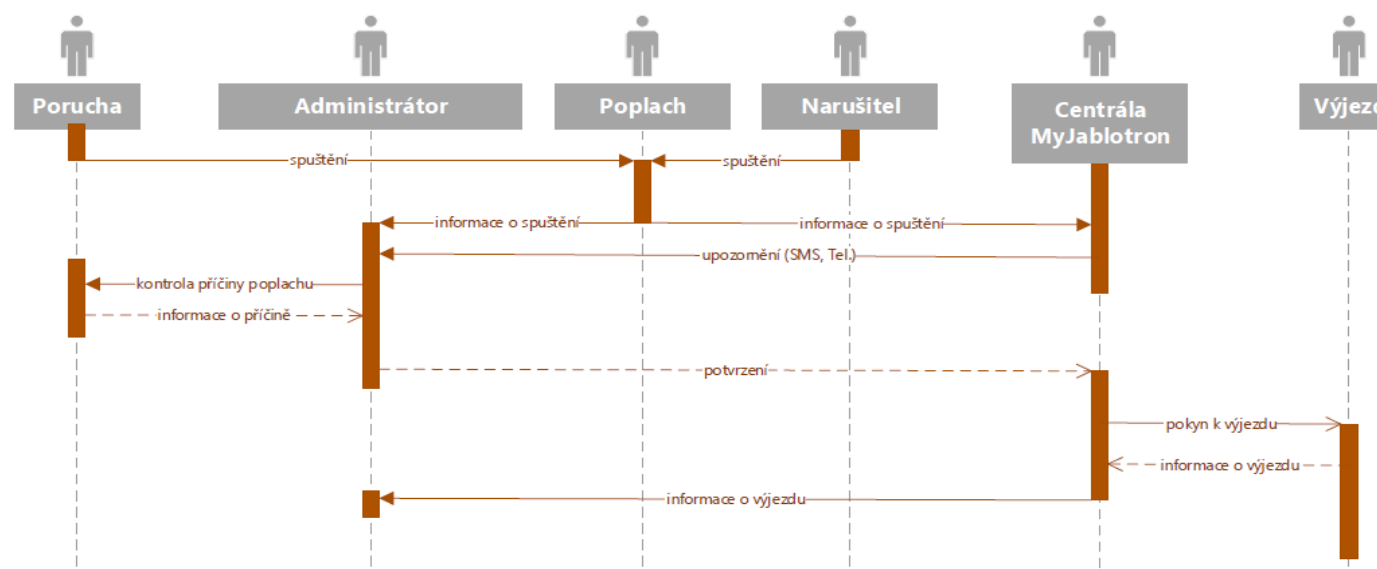 Porucha
Administrátor
Poplach
Narušitel
Centrála
MyJablotron
Výjezd
spuštění
spuštění
informace o spuštění
informace o spuštění
upozornění (SMS, Tel.)
kontrola příčiny poplachu
informace o příčině
potvrzení
pokyn k výjezdu
informace o výjezdu
informace o výjezdu